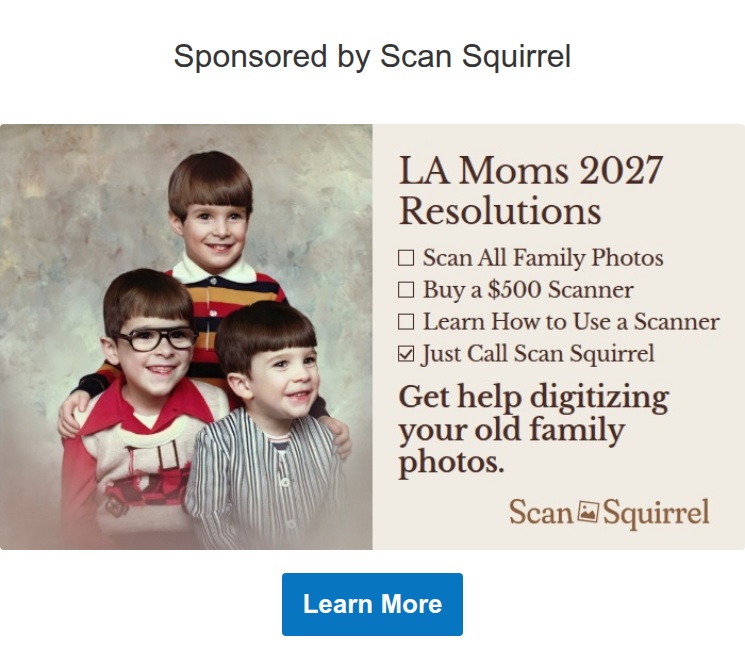 Sponsored by Scan Squirrel
LA Moms 2027
Resolutions
Scan All Family Photos
Buy a $500 Scanner
Learn How to Use a Scanner
Just Call Scan Squirrel
Get help digitizing
your old family
photos.
Scan Squirrel
Learn More